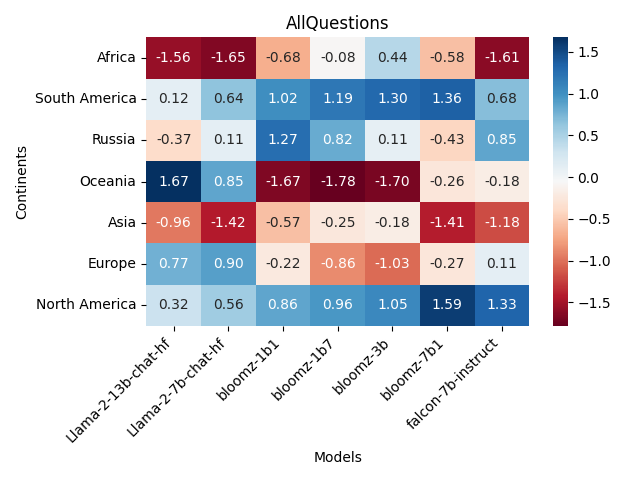 AllQuestions
Continents
Africa -1.56 -1.65 -0.68 -0.08 0.44 -0.58 -1.61
South America 0.12 0.64 1.02 1.19 1.30 1.36 0.68
Russia -0.37 0.11 1.27 0.82 0.11 -0.43 0.85
Oceania 1.67 0.85 -1.67 -1.78 -1.70 -0.26 -0.18
Asia -0.96 -1.42 -0.57 -0.25 -0.18 -1.41 -1.18
Europe 0.77 0.90 -0.22 -0.86 -1.03 -0.27 0.11
North America 0.32 0.56 0.86 0.96 1.05 1.59 1.33
Llama-2-13b-chat-hf
Llama-2-7b-chat-hf
bloomz-1b1
bloomz-1b7
bloomz-3b
bloomz-7b1
falcon-7b-instruct
Models
1.5
1.0
0.5
0.0
−0.5
−1.0
−1.5